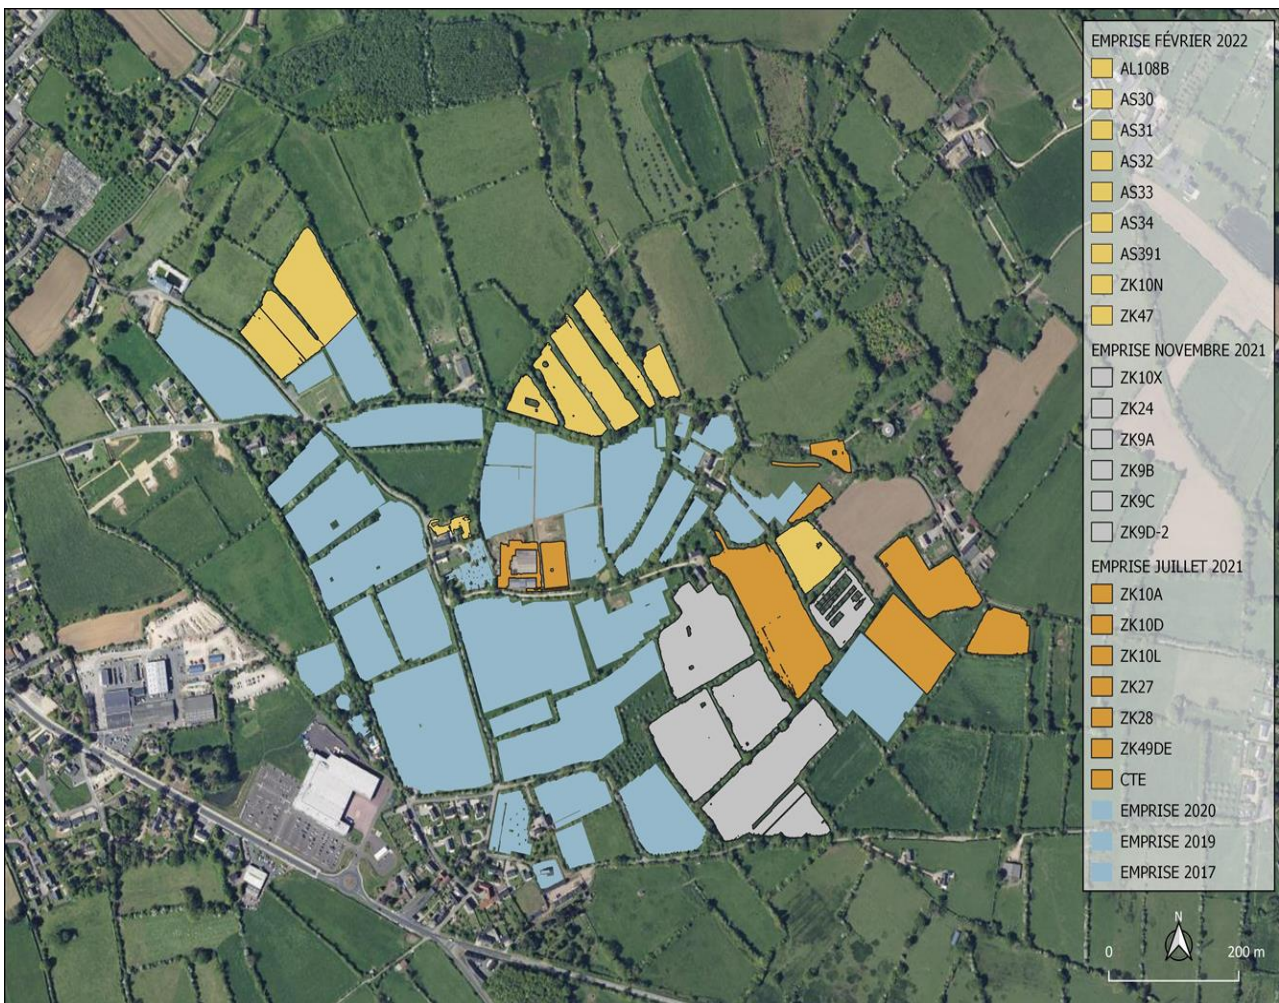 EMPRISE FÉVRIER 2022
AL108B
AS30
AS31
AS32
AS33
AS34
AS391
ZK10N
ZK47
EMPRISE NOVEMBRE 2021
ZK10X
ZK24
ZK9A
ZK9B
ZK9C
ZK9D-2
EMPRISE JUILLET 2021
ZK10A
ZK10D
ZK10L
ZK27
ZK28
ZK49DE
CTE
EMPRISE 2020
EMPRISE 2019
EMPRISE 2017
N
0 200 m